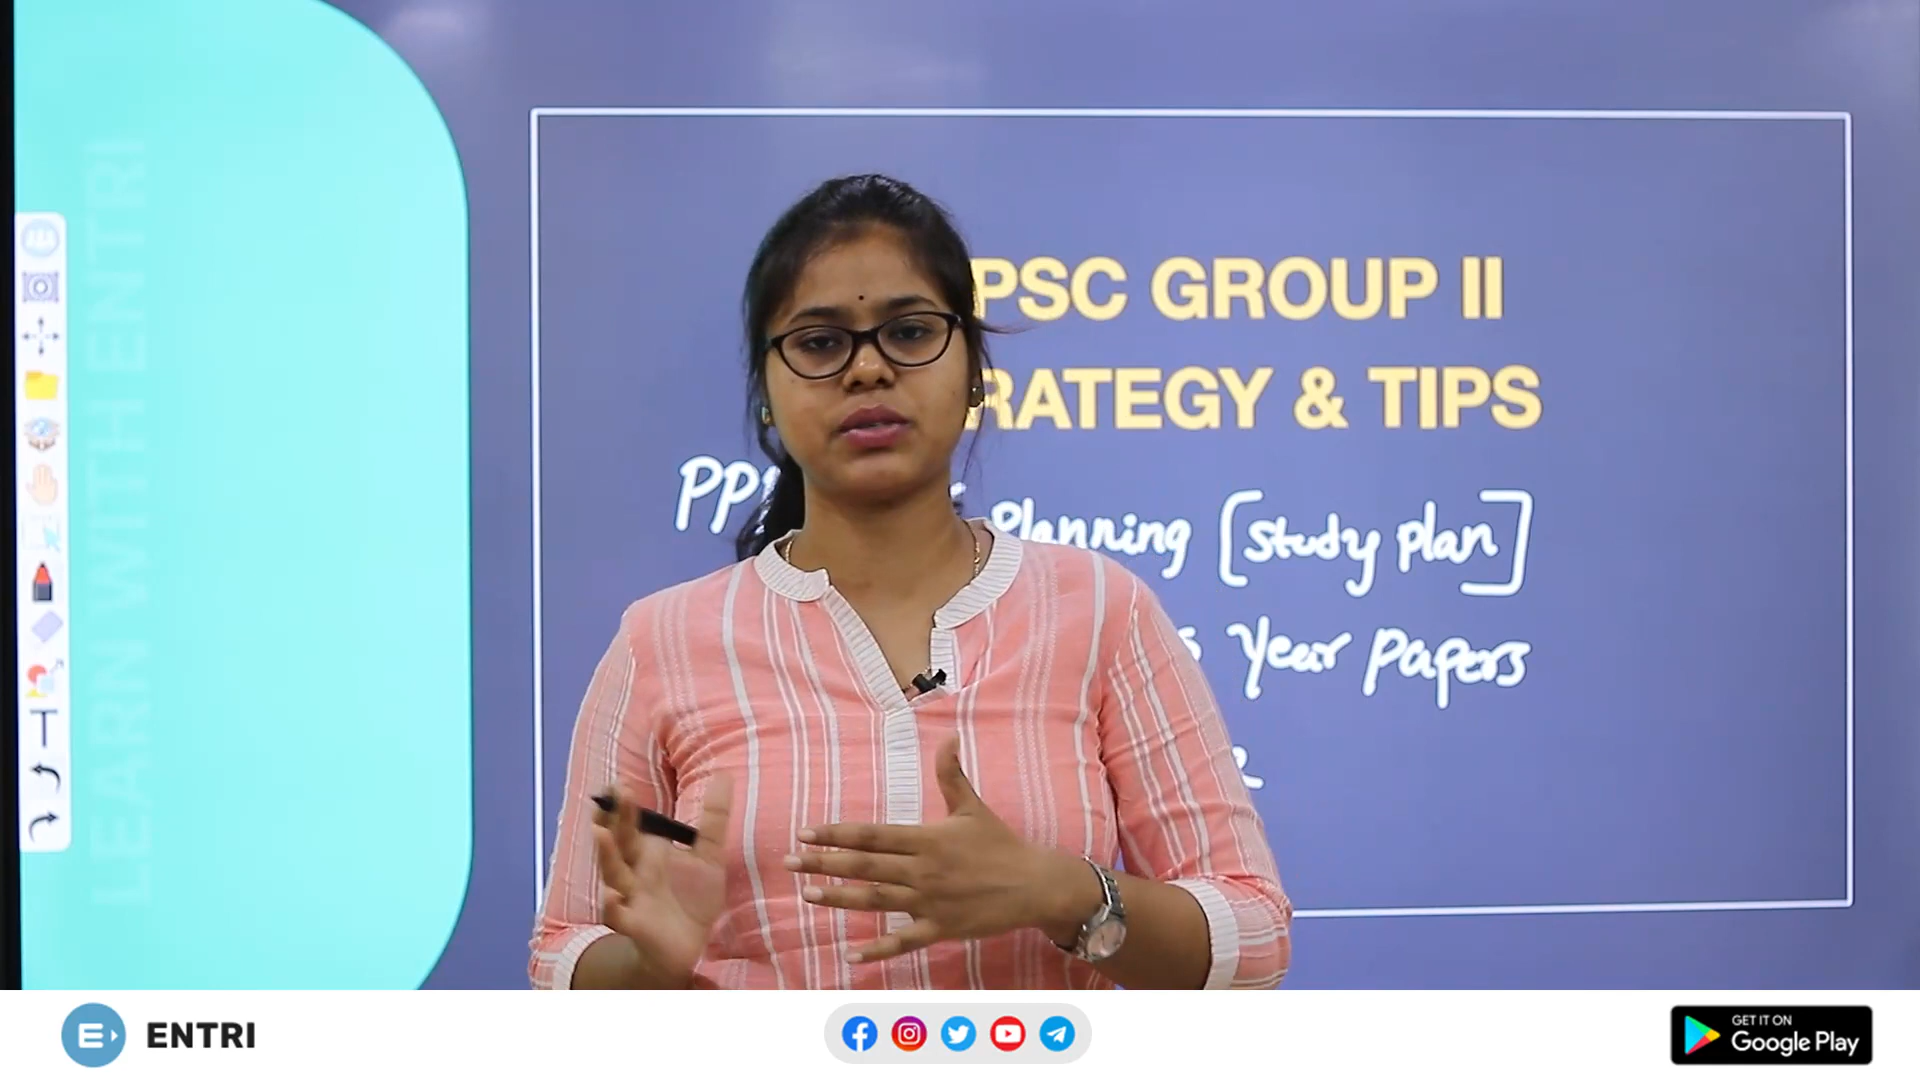 LEARN WITH ENTRI
PSC GROUP II
RATEGY & TIPS
PP
Planning [study plan]
s Year Papers
T
E ENTRI
GET IT ON
Google Play